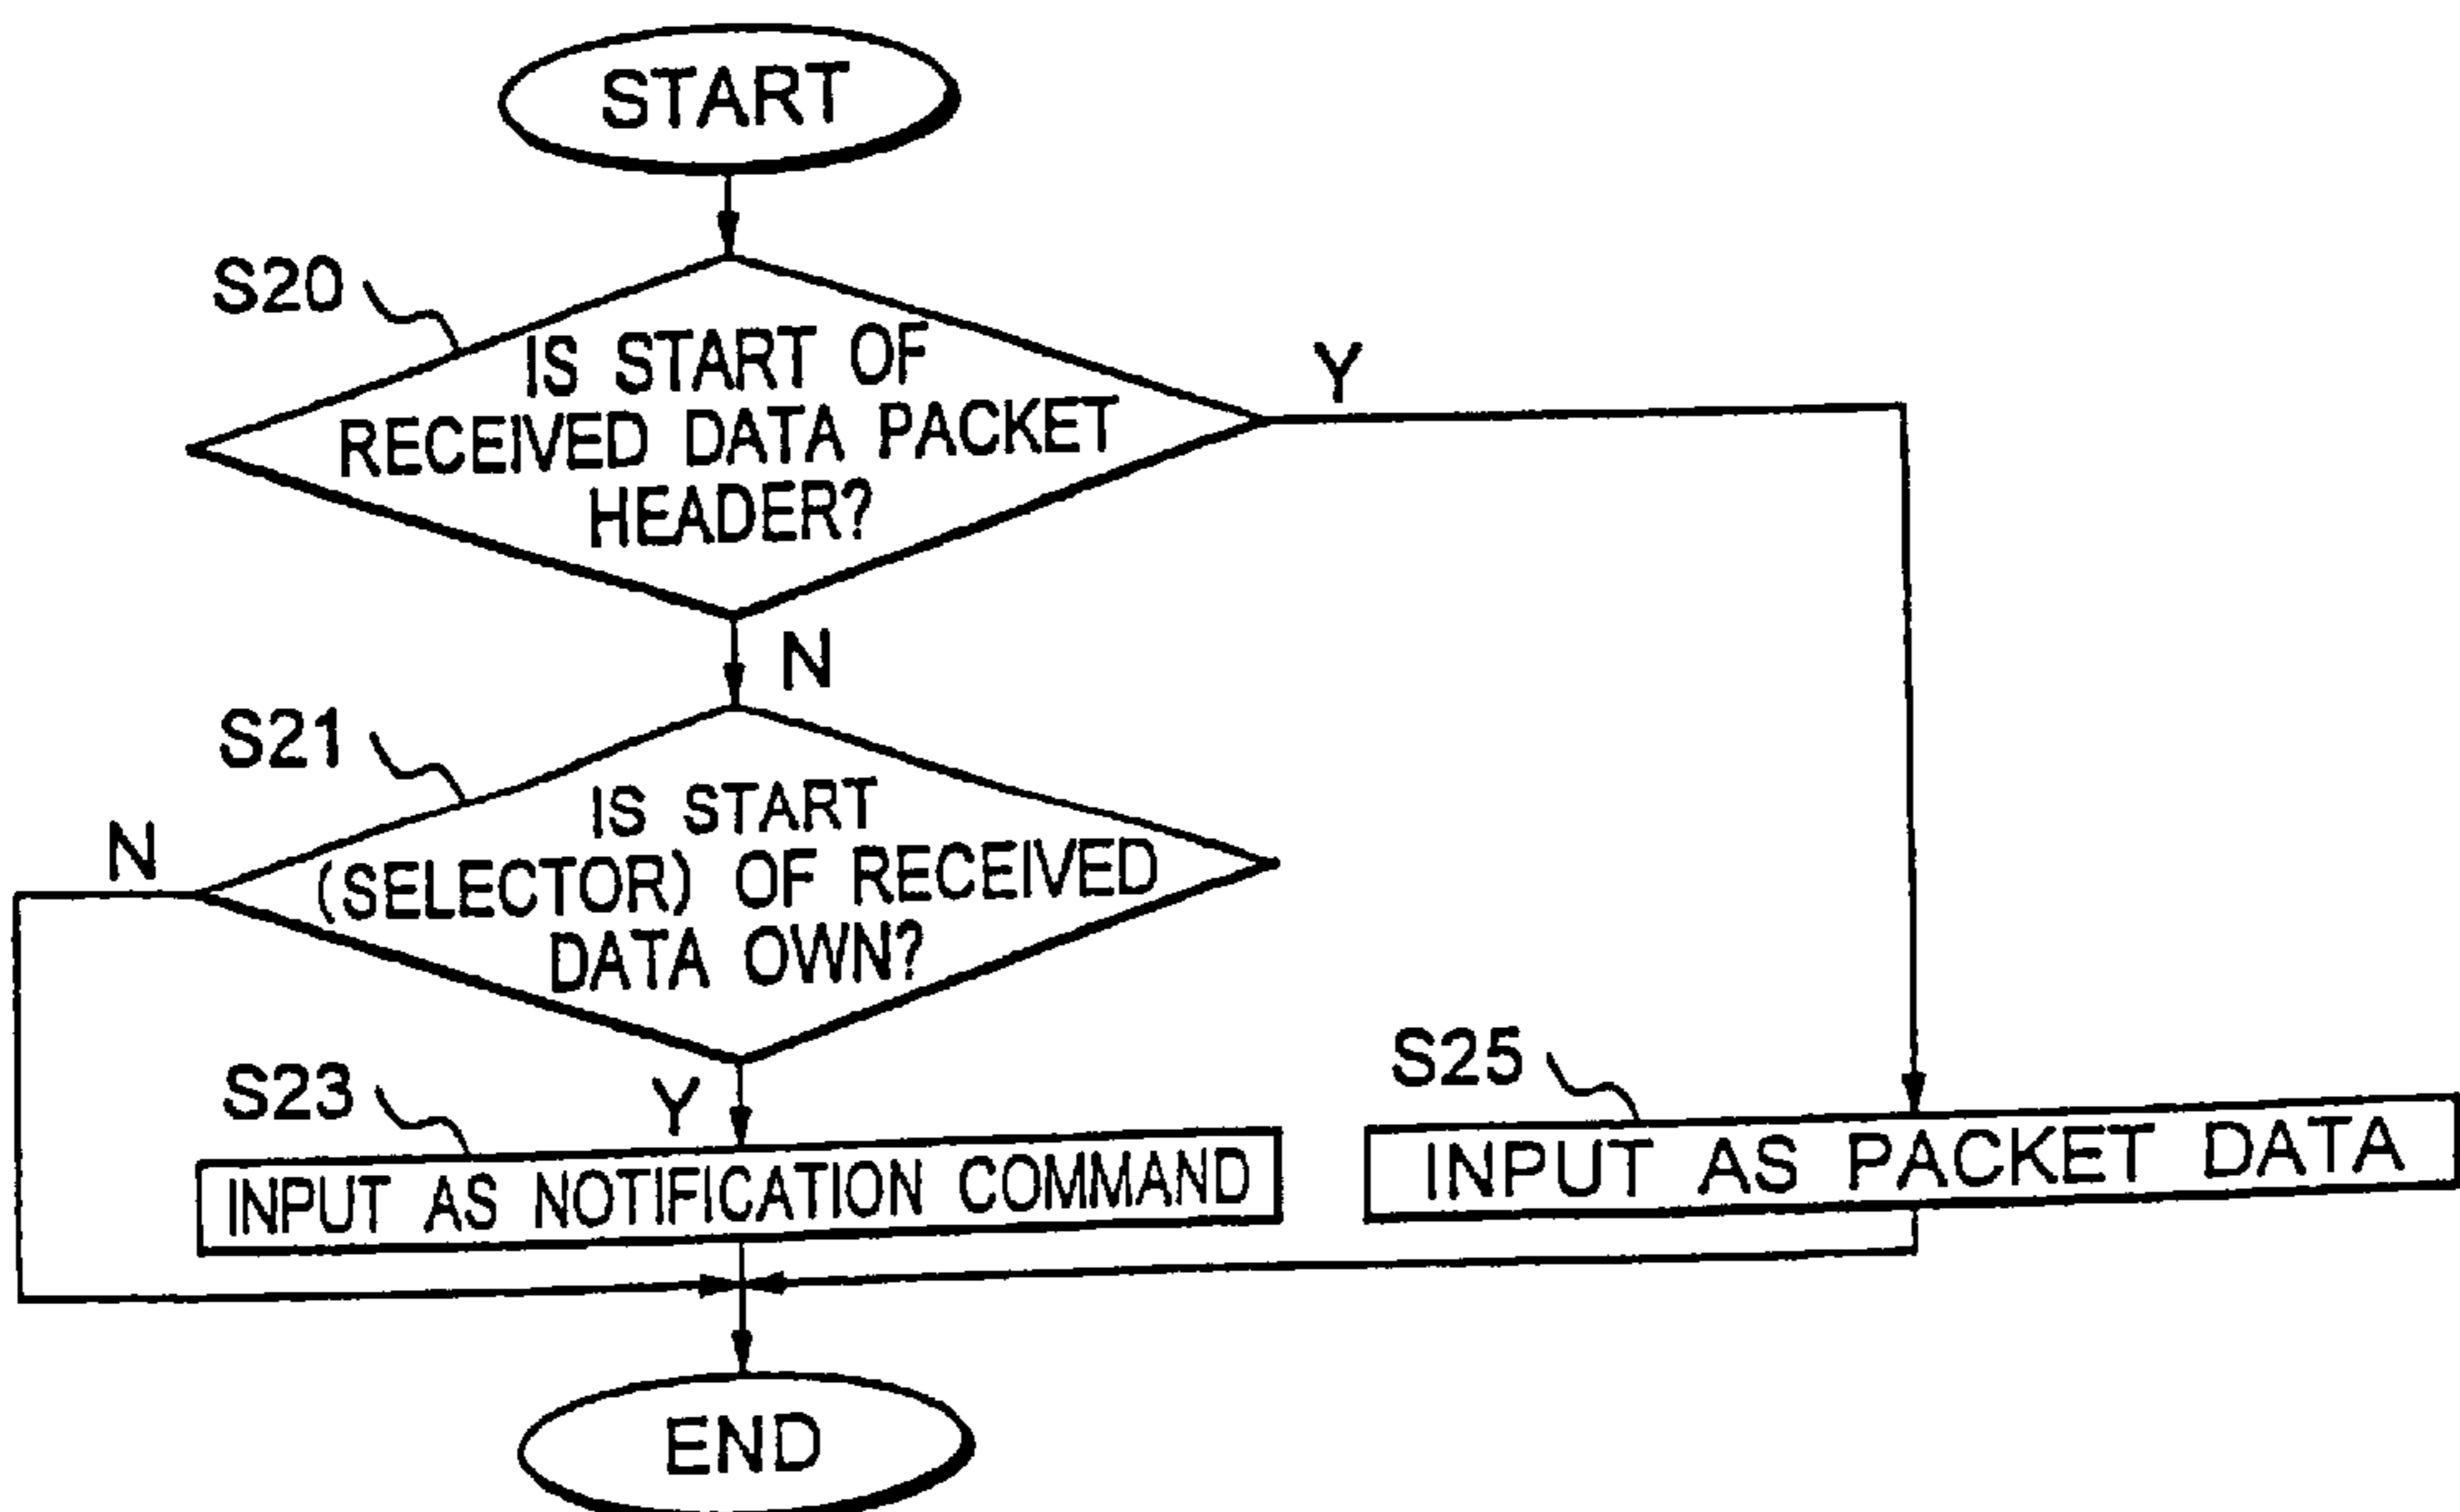 START
S20
IS START OF
RECEIVED DATA PACKET
HEADER?
Y
N
S21
IS START
(SELECTOR) OF RECEIVED
DATA OWN?
N
Y
S23
INPUT AS NOTIFICATION COMMAND
S25
INPUT AS PACKET DATA
END